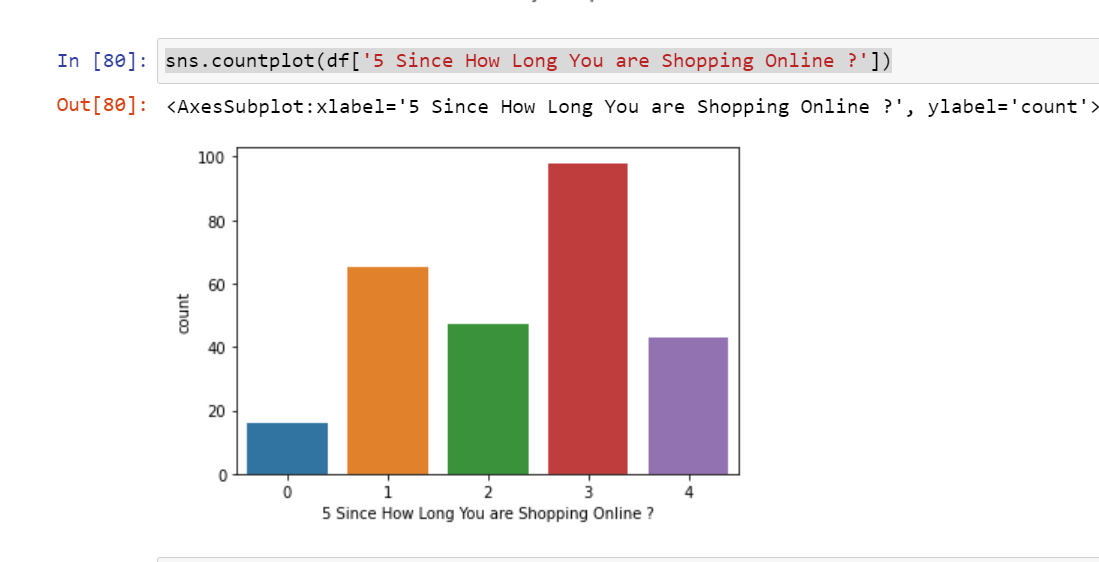 In [80]: sns.countplot(df['5 Since How Long You are Shopping Online ?'])
Out[80]: <AxesSubplot:xlabel='5 Since How Long You are Shopping Online ?', ylabel='count'>
100
80
60
40
20
0
count
0 1 2 3 4
5 Since How Long You are Shopping Online ?